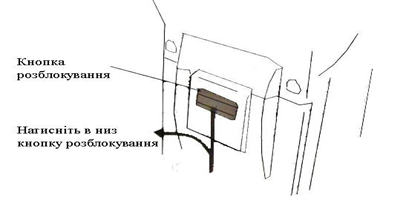 Кнопка
розблокування
Натисніть в низ
кнопку розблокування